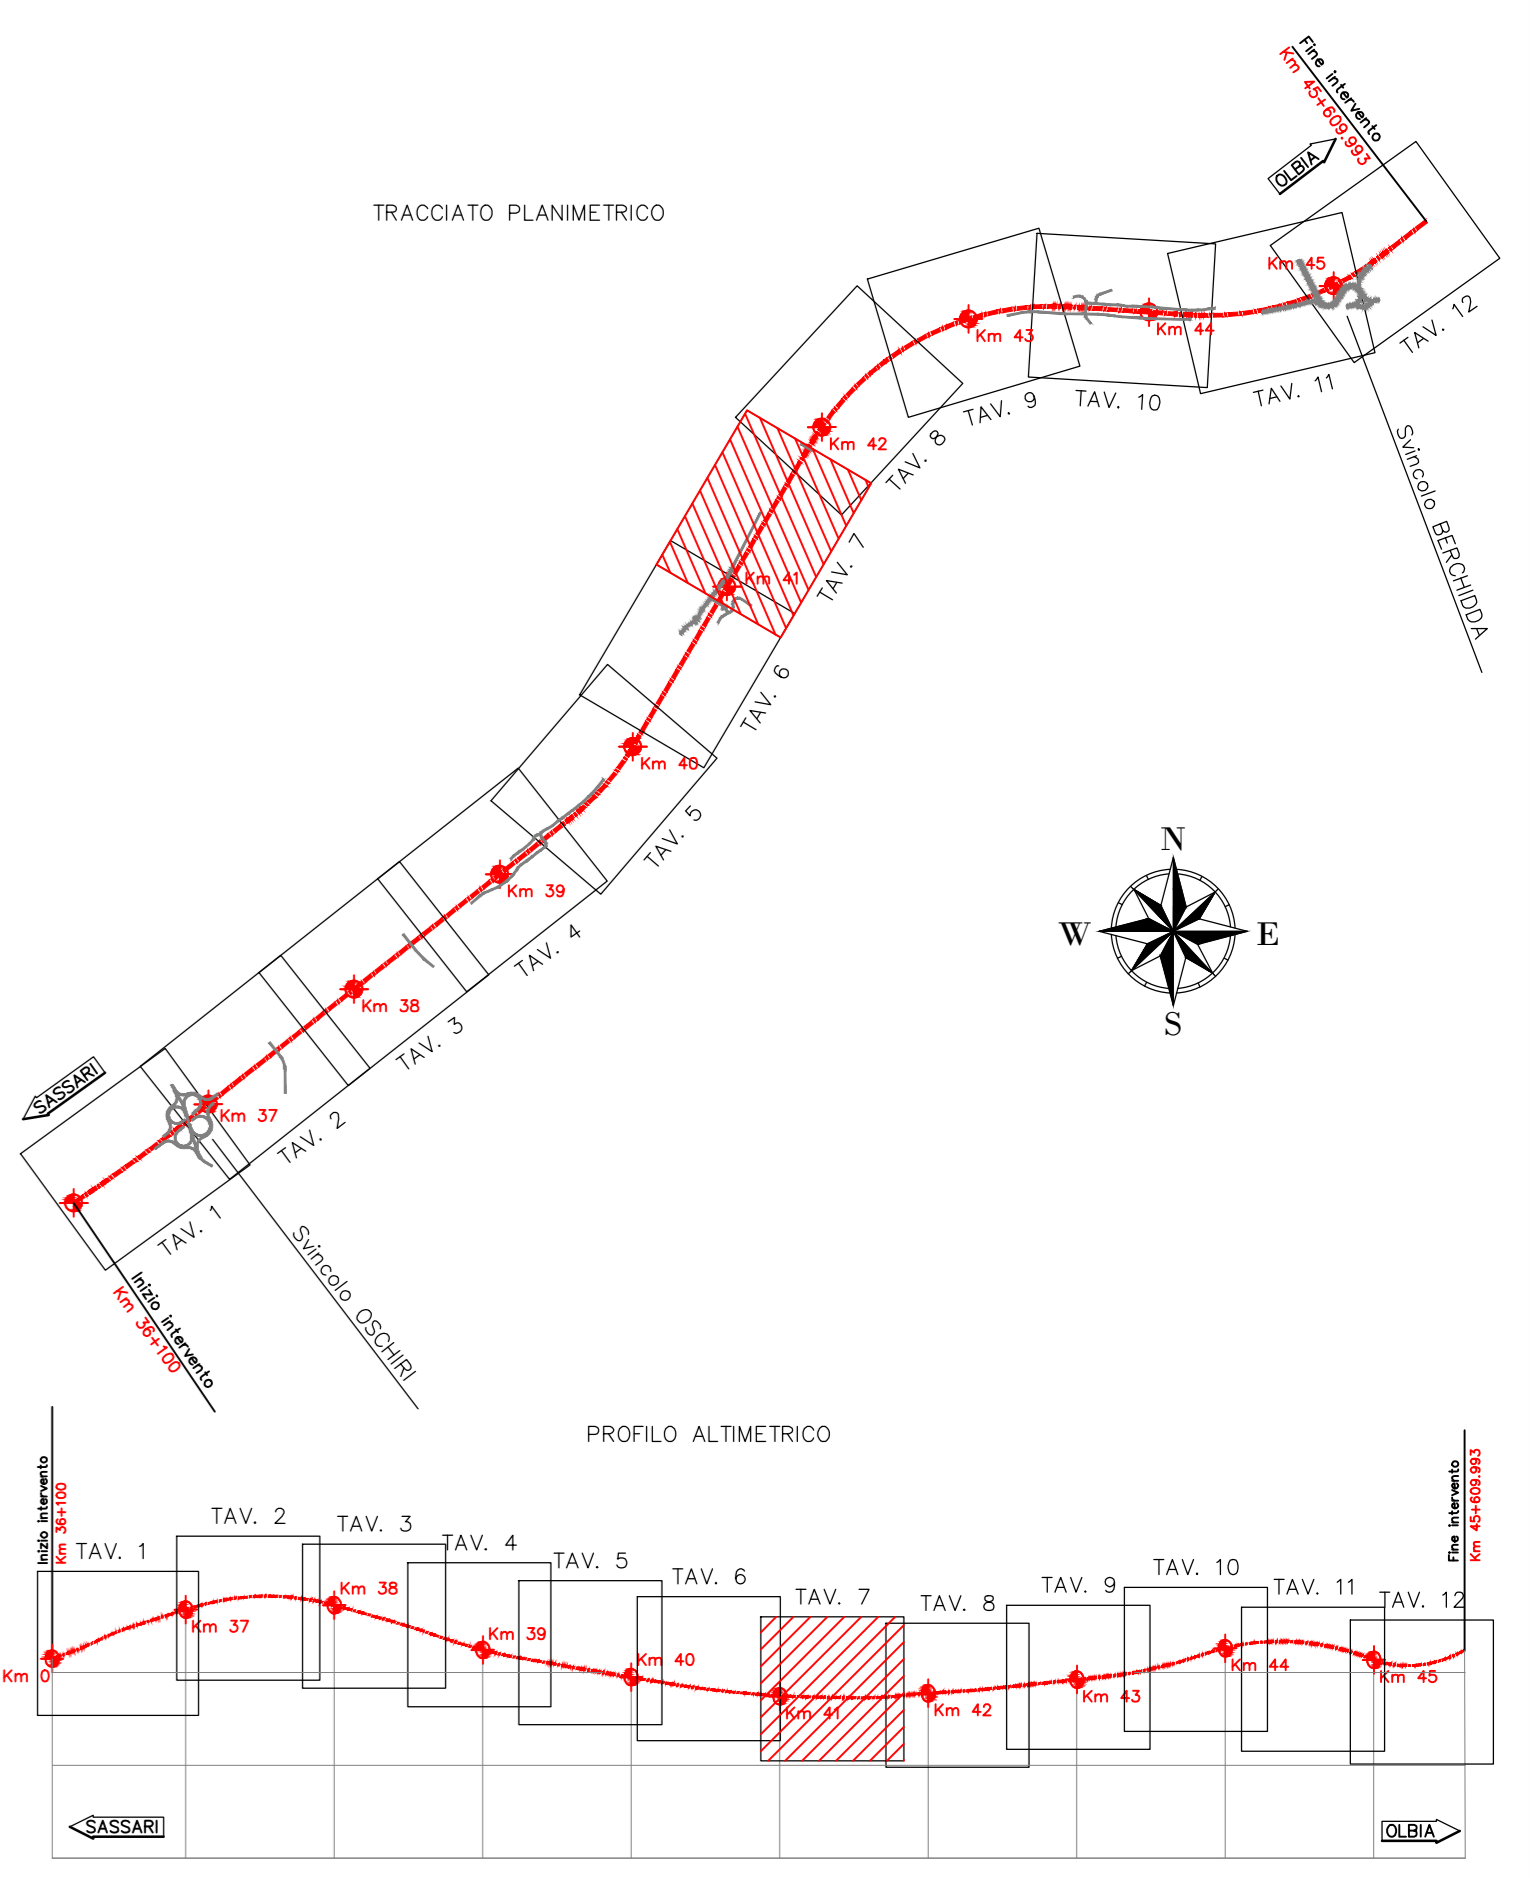 Fine intervento
Km 45+609.993
OLBIA
TRACCIATO PLANIMETRICO
Km 45
TAV. 12
Km 43
Km 44
TAV. 11
TAV. 10
TAV. 9
Km 42
TAV. 8
Svincolo BERCHIDDA
Km 41
TAV. 7
TAV. 6
Km 40
TAV. 5
N
W
E
S
Km 39
TAV. 4
Km 38
TAV. 3
SASSARI
Km 37
TAV. 2
TAV. 1
Svincolo OSCHIRI
Inizio intervento
Km 36+100
PROFILO ALTIMETRICO
Inizio intervento
Km 36+100
Fine intervento
Km 45+609.993
TAV. 1
TAV. 2
TAV. 3
TAV. 4
TAV. 5
TAV. 6
TAV. 7
TAV. 8
TAV. 9
TAV. 10
TAV. 11
TAV. 12
Km 0
Km 37
Km 38
Km 39
Km 40
Km 41
Km 42
Km 43
Km 44
Km 45
SASSARI
OLBIA